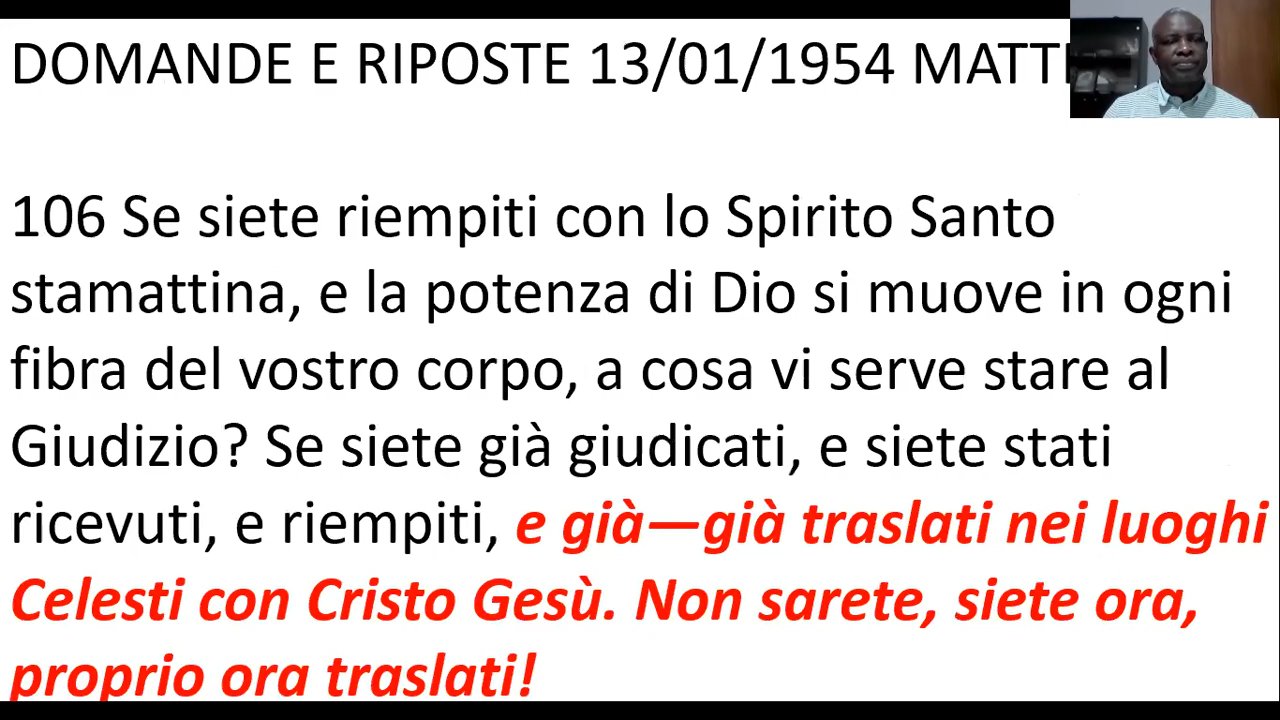 DOMANDE E RIPOSTE 13/01/1954
106 Se siete riempiti con lo Spirito Santo
stamattina, e la potenza di Dio si muove in ogni
fibra del vostro corpo, a cosa vi serve stare al
Giudizio? Se siete già giudicati, e siete stati
ricevuti, e riempiti, e già—già traslati nei luoghi
Celesti con Cristo Gesù. Non sarete, siete ora,
proprio ora traslati!